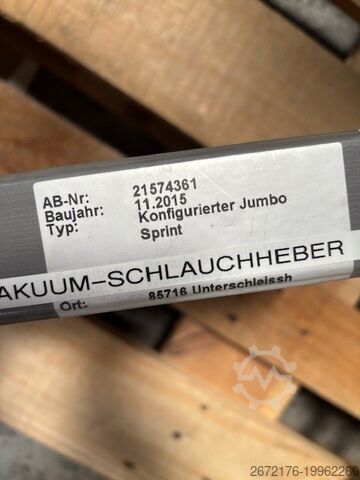 AB-Nr: 21574361
Baujahr: 11.2015
Typ: Konfigurierter Jumbo
Sprint
AKUUM-SCHLAUCHHEBER
Ort: 85716 Unterschleissh
2672176-19962260